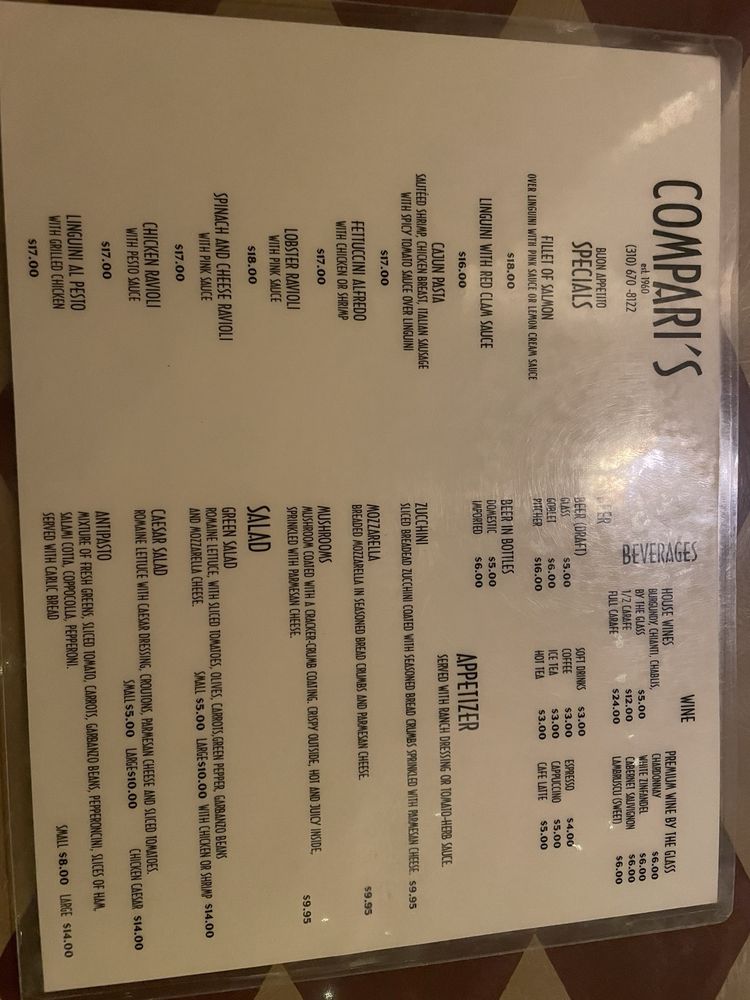 COMPARI'S
est. 1960
(310) 670 -8122
BUON APPETITO
SPECIALS
FILLET OF SALMON
OVER LINGUINI WITH PINK SAUCE OR LEMON CREAM SAUCE
$18.00
LINGUINI WITH RED CLAM SAUCE
$16.00
CAJUN PASTA
SAUTÉED SHRIMP, CHICKEN BREAST, ITALIAN SAUSAGE
WITH SPICY TOMATO SAUCE OVER LINGUINI
$17.00
FETTUCINI ALFREDO
WITH CHICKEN OR SHRIMP
$17.00
LOBSTER RAVIOLI
WITH PINK SAUCE
$18.00
SPINACH AND CHEESE RAVIOLI
WITH PINK SAUCE
$17.00
CHICKEN RAVIOLI
WITH PESTO SAUCE
$17.00
LINGUINI AL PESTO
WITH GRILLED CHICKEN
$17.00
BEVERAGES
BEER
BEER (DRAFT)
GLASS $5.00
GOBLET $6.00
PITCHER $16.00
BEER IN BOTTLES
DOMESTIC $5.00
IMPORTED $6.00
WINE
HOUSE WINES
BURGUNDY, CHIANTI, CHABLIS,
BY THE GLASS $5.00
1/2 CARAFE $12.00
FULL CARAFE $24.00
PREMIUM WINE BY THE GLASS
CHARDONNAY $6.00
WHITE ZINFANDEL $6.00
CABERNET SAUVIGNON $6.00
LAMBRUSCU (SWEET) $6.00
SOFT DRINKS $3.00
COFFEE $3.00
ICE TEA $3.00
HOT TEA $3.00
ESPRESSO $4.00
CAPPUCCINO $5.00
CAFE LATTE $5.00
APPETIZER
SERVED WITH RANCH DRESSING OR TOMATO-HERB SAUCE
ZUCCHINI
SLICED BREADEAD ZUCCHINI COATED WITH SEASONED BREAD CRUMBS SPRINKLED WITH PARMESAN CHEESE. $9.95
MOZZARELLA
BREADED MOZZARELLA IN SEASONED BREAD CRUMBS AND PARMESAN CHEESE. $9.95
MUSHROOMS
MUSHROOM COATED WITH A CRACKER-CRUMB COATING. CRISPY OUTSIDE, HOT AND JUICY INSIDE,
SPRINKLED WITH PARMESAN CHEESE. $9.95
SALAD
GREEN SALAD
ROMAINE LETTUCE, WITH SLICED TOMATOES, OLIVES, CARROTS,GREEN PEPPER, GARBANZO BEANS
AND MOZZARELLA CHEESE. SMALL $5.00 LARGE$10.00 WITH CHICKEN OR SHRIMP $14.00
CAESAR SALAD
ROMAINE LETTUCE WITH CAESAR DRESSING, CROUTONS, PARMESAN CHEESE AND SLICED TOMATOES.
SMALL$5.00 LARGE$10.00 CHICKEN CAESAR $14.00
ANTIPASTO
MIXTURE OF FRESH GREENS, SLICED TOMATO, CARROTS, GARBANZO BEANS, PEPPERONCINI, SLICES OF HAM,
SALAMI COTTA, COPPOCOLLA, PEPPERONI.
SERVED WITH GARLIC BREAD SMALL $8.00 LARGE $14.00